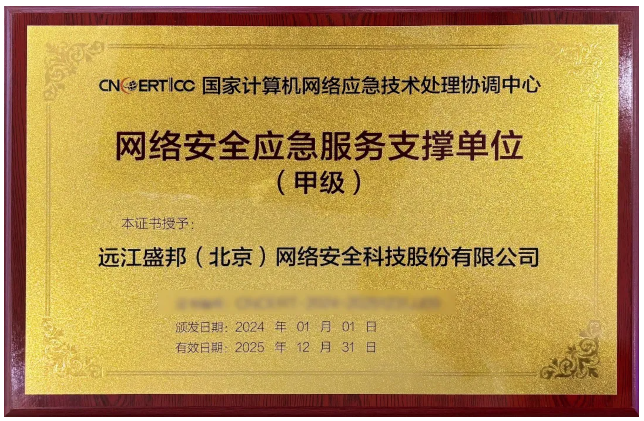 CNCERT/CC 国家计算机网络应急技术处理协调中心
网络安全应急服务支撑单位
（甲级）
本证书授予：
远江盛邦（北京）网络安全科技股份有限公司
颁发日期：2024 年 01 月 01 日
有效日期：2025 年 12 月 31 日